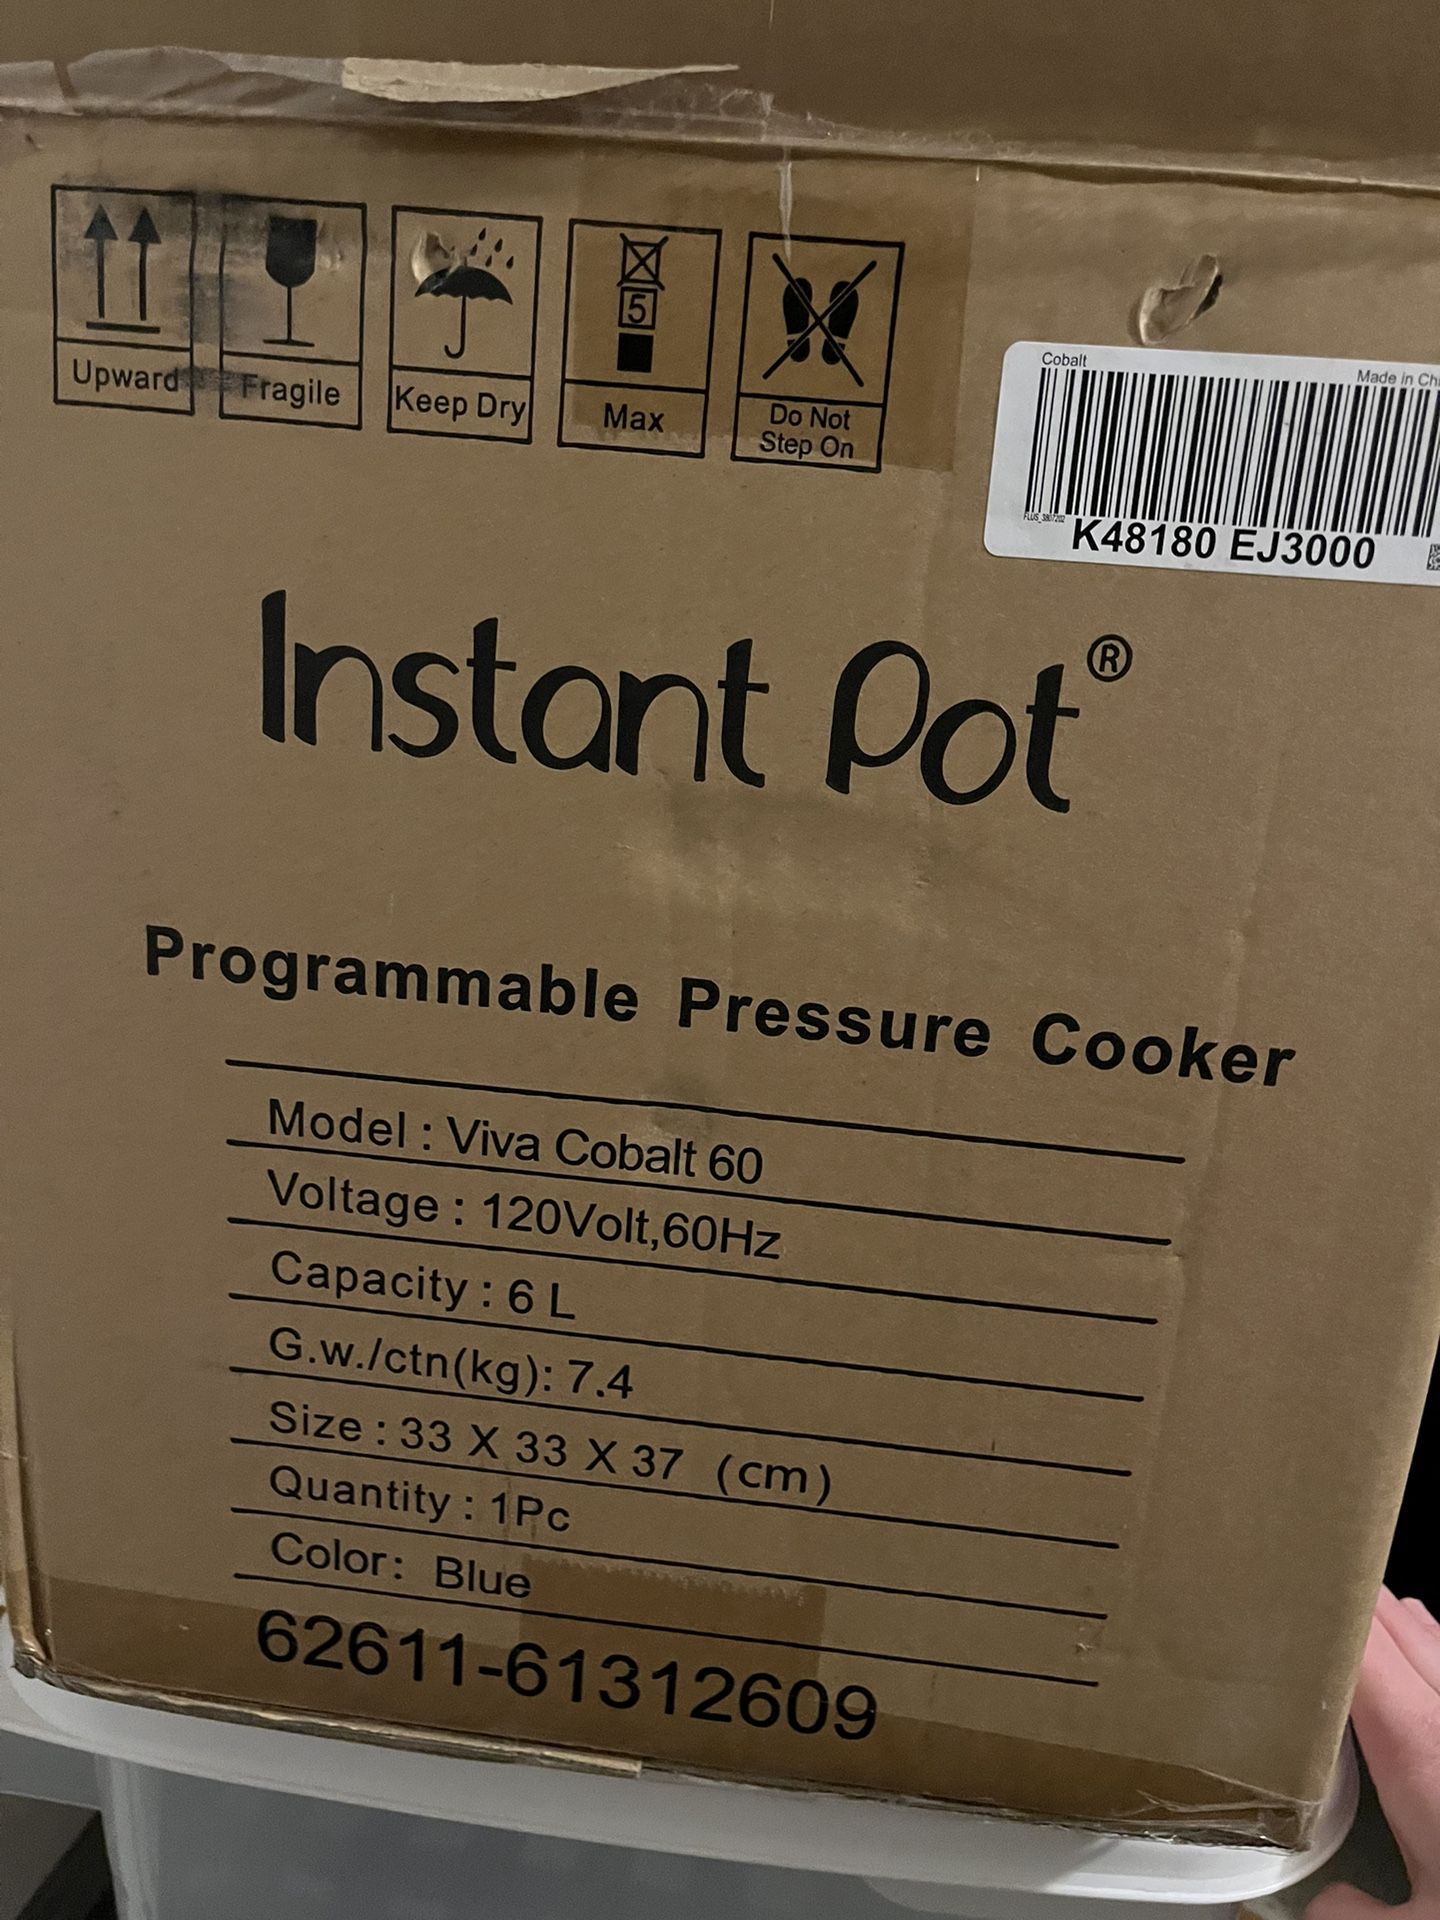 Upward
Fragile
Keep Dry
5
Max
Do Not
Step On
Cobalt
Made in
K48180 EJ3000
Instant Pot®
Programmable Pressure Cooker
Model : Viva Cobalt 60
Voltage : 120Volt,60Hz
Capacity : 6 L
G.w./ctn(kg): 7.4
Size : 33 X 33 X 37 (cm)
Quantity : 1Pc
Color: Blue
62611-61312609